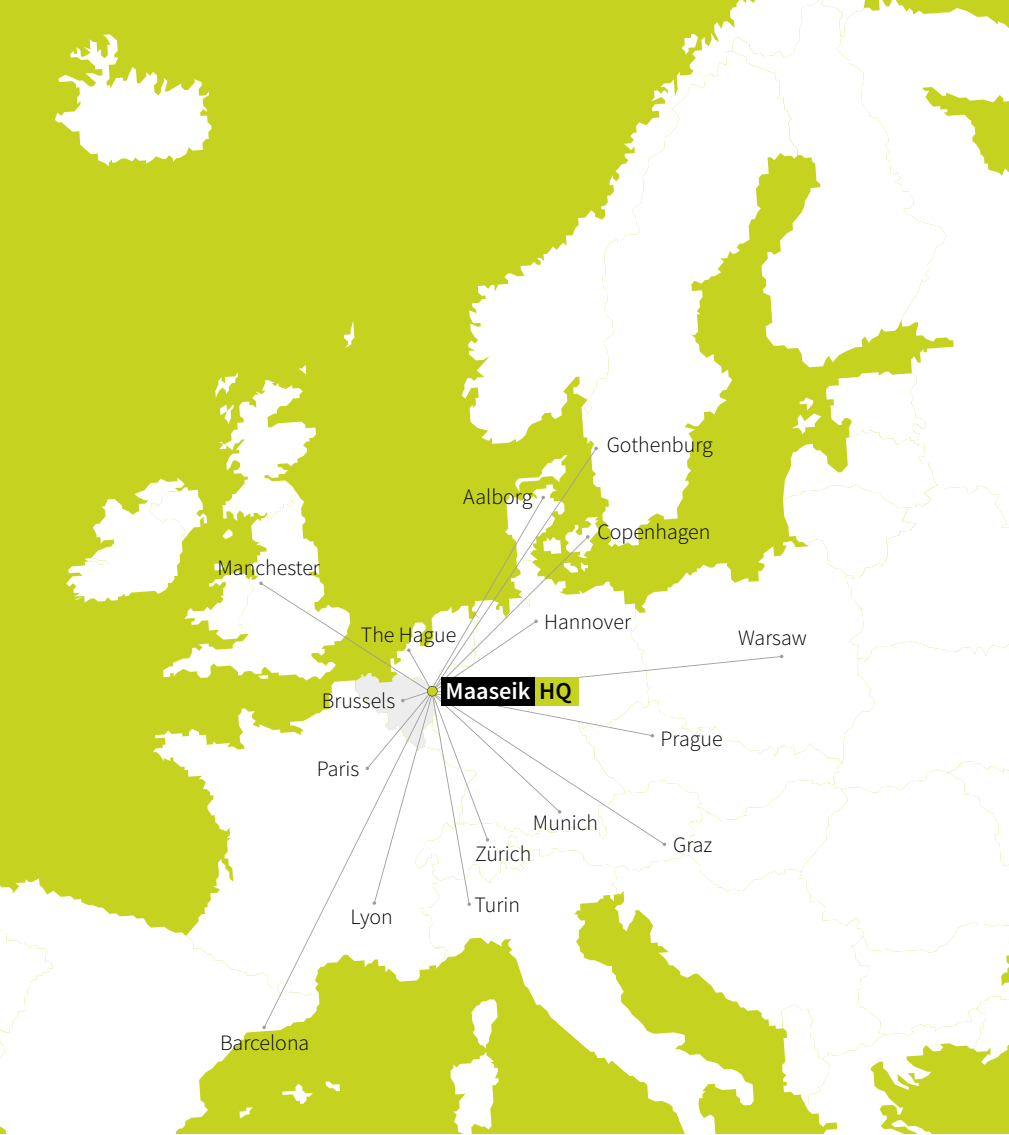 Gothenburg
Aalborg
Copenhagen
Manchester
Hannover
The Hague
Warsaw
Maaseik HQ
Brussels
Prague
Paris
Munich
Graz
Zürich
Turin
Lyon
Barcelona